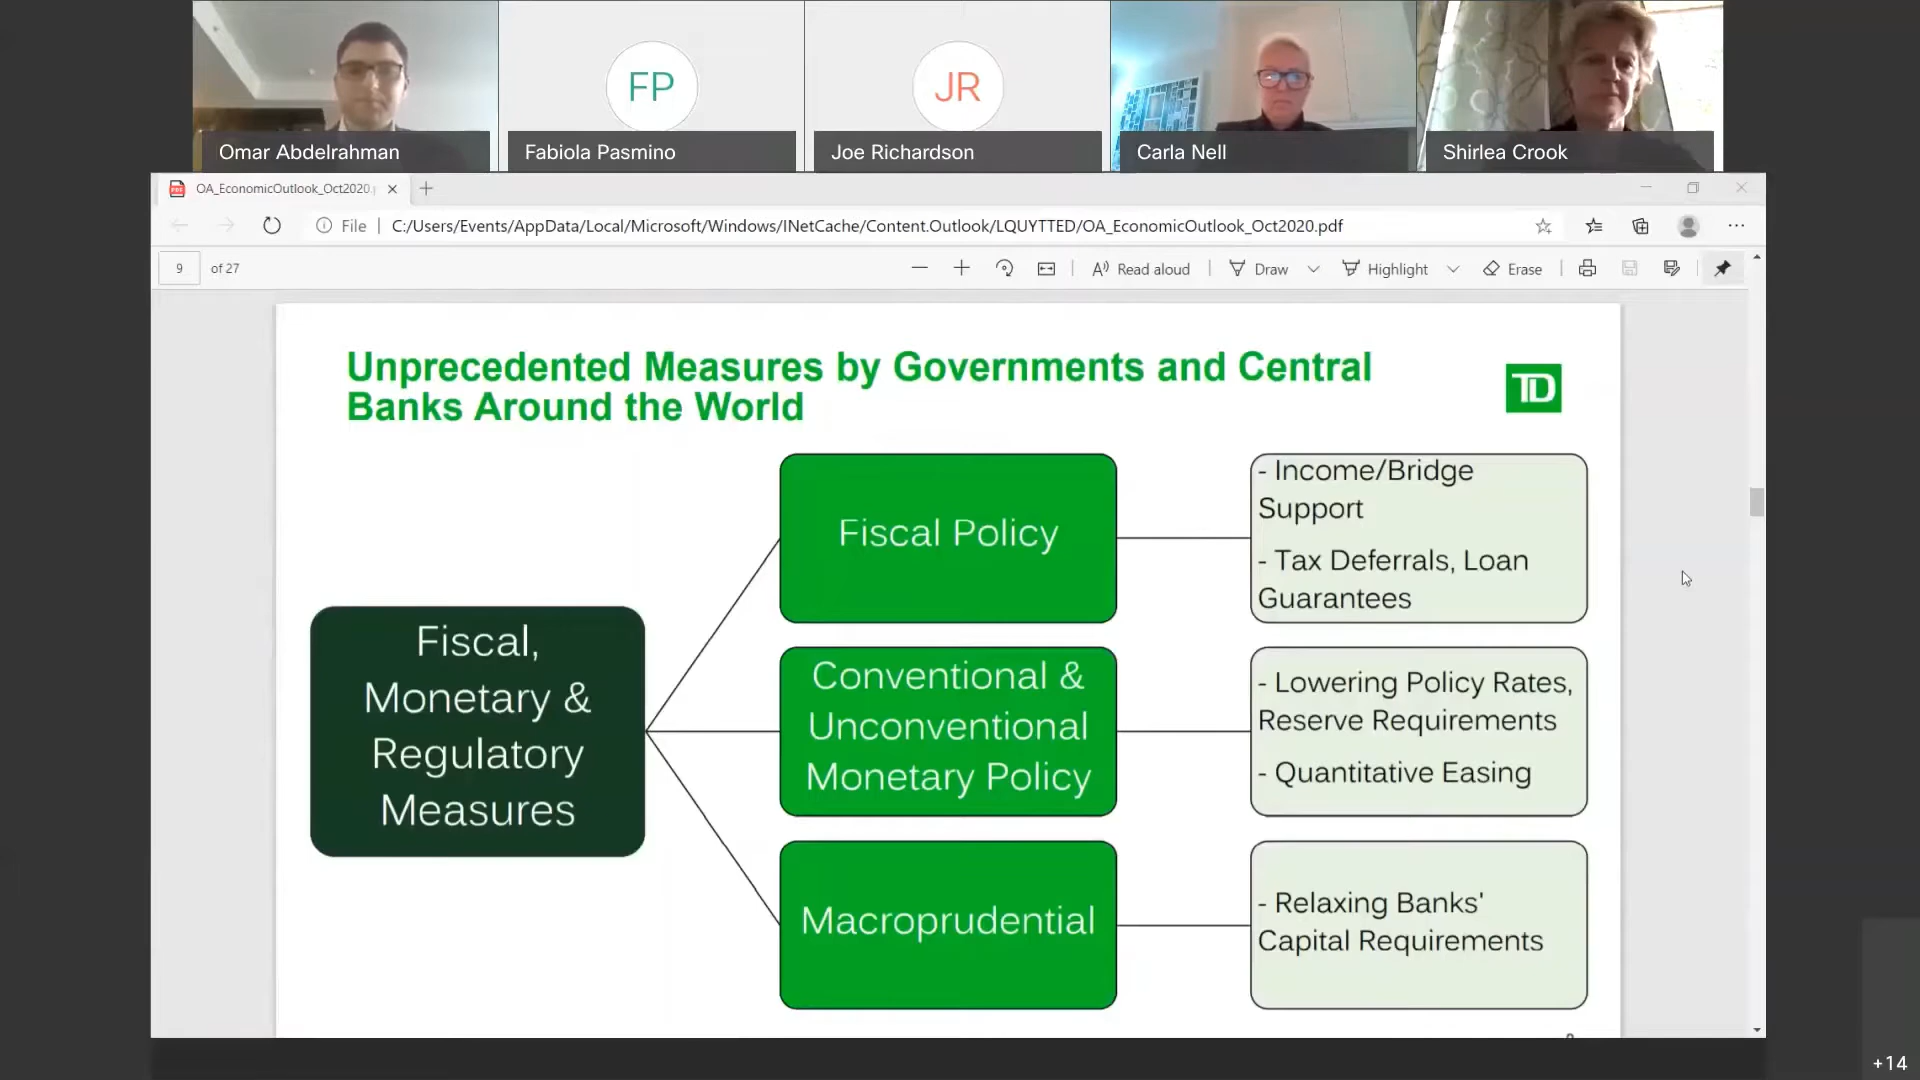 FP
JR
Omar Abdelrahman
Fabiola Pasmino
Joe Richardson
Carla Nell
Shirlea Crook
OA_EconomicOutlook_Oct2020.p
File
C:/Users/Events/AppData/Local/Microsoft/Windows/INetCache/Content.Outlook/LQUYTTED/OA_EconomicOutlook_Oct2020.pdf
9 of 27
Read aloud
Draw
Highlight
Erase
Unprecedented Measures by Governments and Central
Banks Around the World
TD
Fiscal,
Monetary &
Regulatory
Measures
Fiscal Policy
- Income/Bridge
Support
- Tax Deferrals, Loan
Guarantees
Conventional &
Unconventional
Monetary Policy
- Lowering Policy Rates,
Reserve Requirements
- Quantitative Easing
Macroprudential
- Relaxing Banks'
Capital Requirements
+14